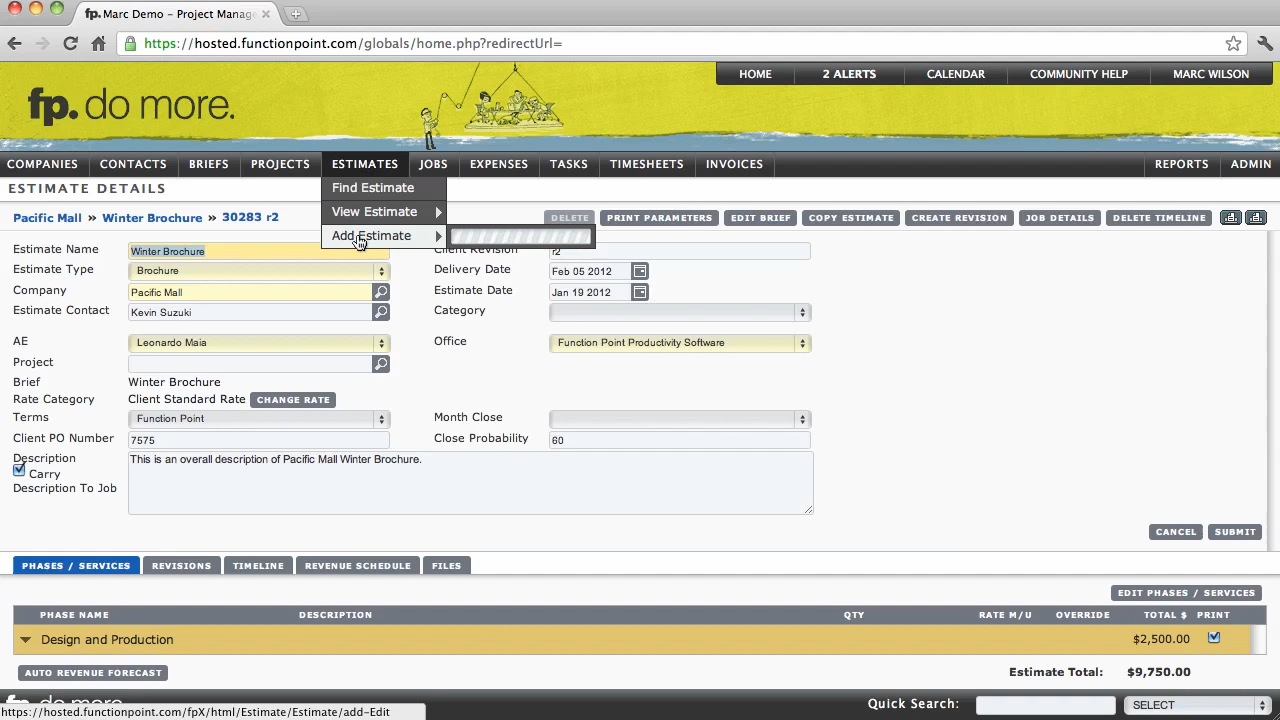 fp. Marc Demo - Project Manage
https://hosted.functionpoint.com/globals/home.php?redirectUrl=
HOME 2 ALERTS CALENDAR COMMUNITY HELP MARC WILSON
fp. do more.
COMPANIES CONTACTS BRIEFS PROJECTS ESTIMATES JOBS EXPENSES TASKS TIMESHEETS INVOICES REPORTS ADMIN
ESTIMATE DETAILS
Find Estimate
View Estimate
Add Estimate
Pacific Mall » Winter Brochure » 30283 r2
DELETE PRINT PARAMETERS EDIT BRIEF COPY ESTIMATE CREATE REVISION JOB DETAILS DELETE TIMELINE
Estimate Name Winter Brochure Client Revision r2
Estimate Type Brochure Delivery Date Feb 05 2012
Company Pacific Mall Estimate Date Jan 19 2012
Estimate Contact Kevin Suzuki Category
AE Leonardo Maia Office Function Point Productivity Software
Project
Brief Winter Brochure
Rate Category Client Standard Rate CHANGE RATE
Terms Function Point Month Close
Client PO Number 7575 Close Probability 60
Description This is an overall description of Pacific Mall Winter Brochure.
Carry
Description To Job
CANCEL SUBMIT
PHASES / SERVICES REVISIONS TIMELINE REVENUE SCHEDULE FILES
EDIT PHASES / SERVICES
PHASE NAME DESCRIPTION QTY RATE M/U OVERRIDE TOTAL $ PRINT
Design and Production $2,500.00
AUTO REVENUE FORECAST Estimate Total: $9,750.00
fp. do more. Quick Search: SELECT
https://hosted.functionpoint.com/fpX/html/Estimate/Estimate/add-Edit